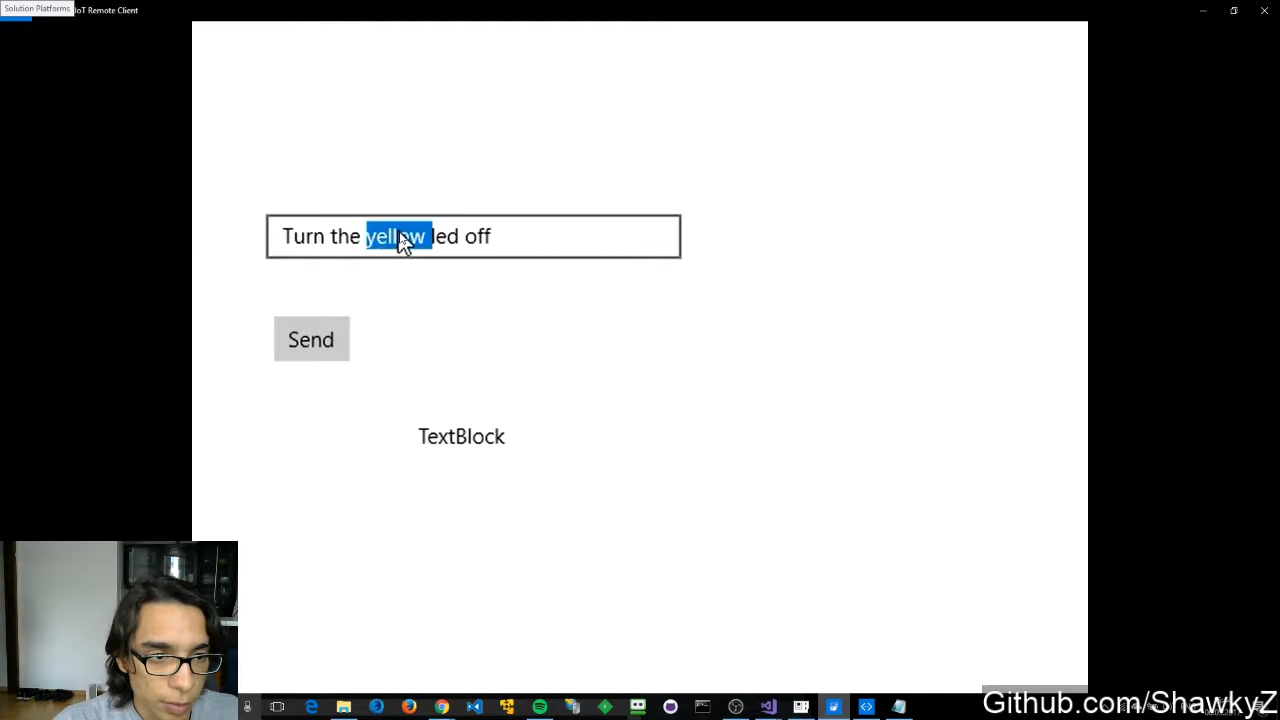 Solution Platforms
IoT Remote Client
Turn the yellow led off
Send
TextBlock
Github.com/ShawkyZ